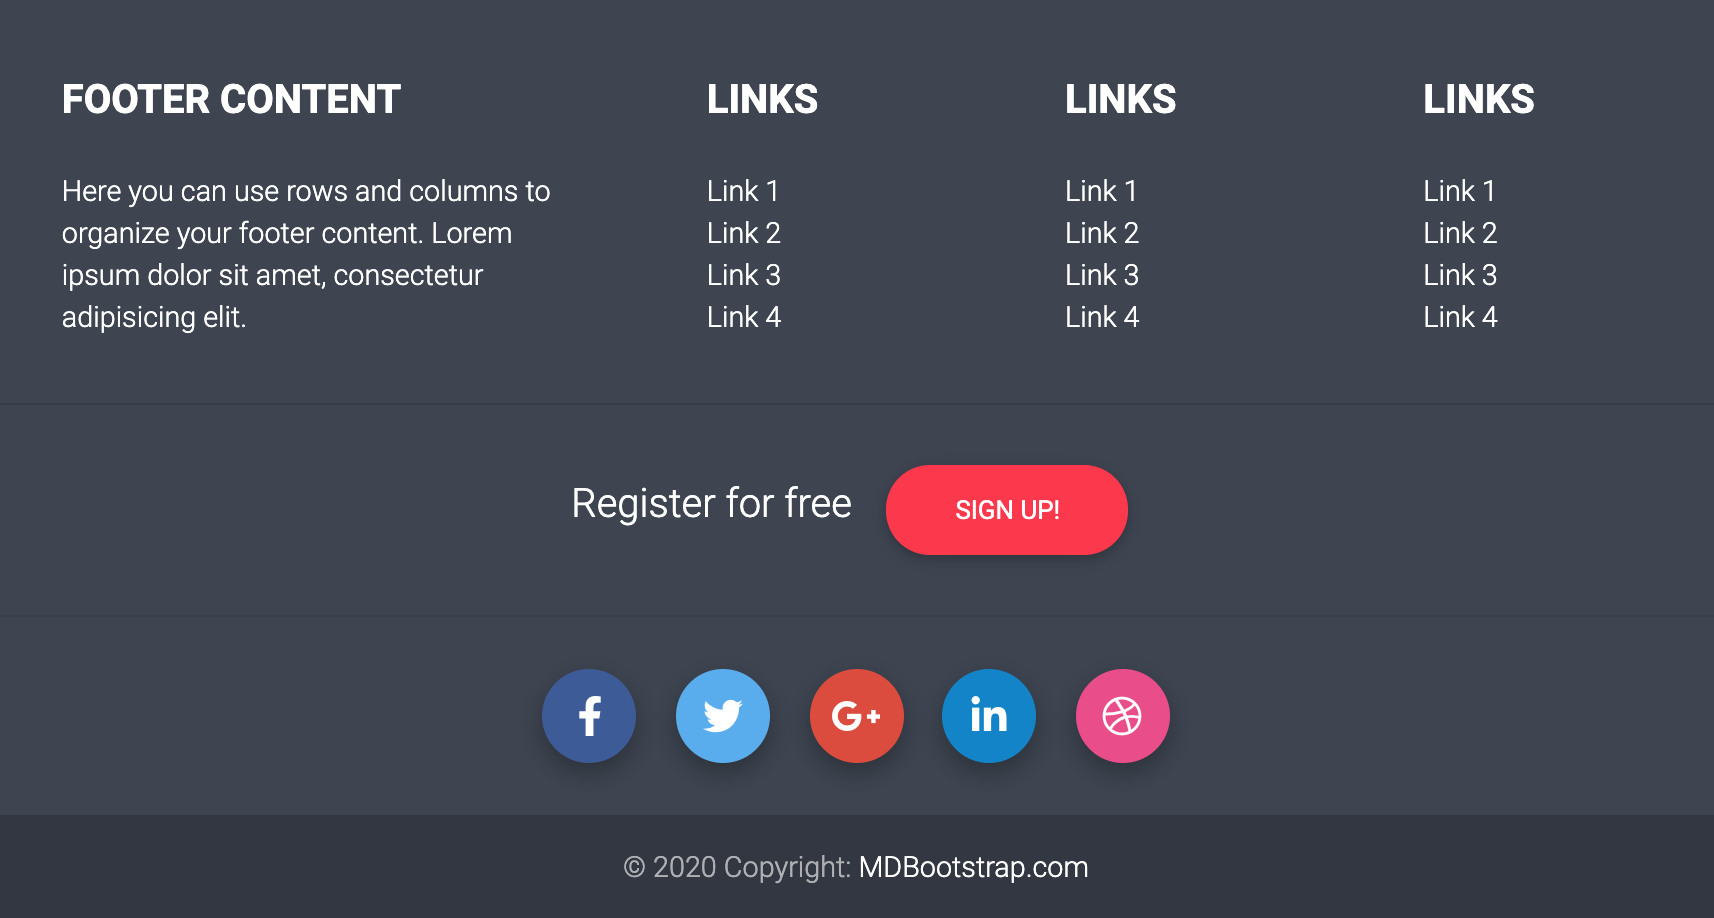 FOOTER CONTENT
Here you can use rows and columns to
organize your footer content. Lorem
ipsum dolor sit amet, consectetur
adipisicing elit.
LINKS
Link 1
Link 2
Link 3
Link 4
LINKS
Link 1
Link 2
Link 3
Link 4
LINKS
Link 1
Link 2
Link 3
Link 4
Register for free
SIGN UP!
f
G+
in
© 2020 Copyright: MDBootstrap.com